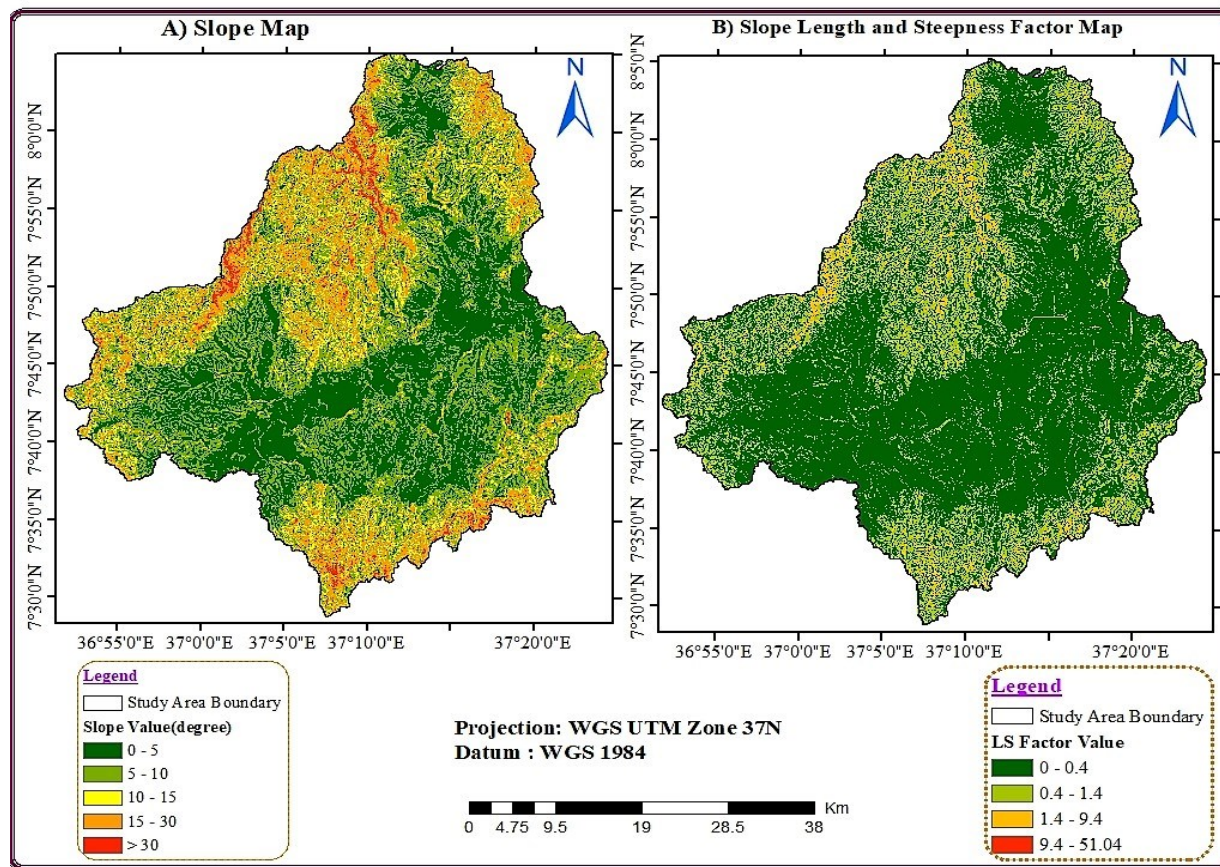 A) Slope Map
B) Slope Length and Steepness Factor Map
N
N
8°0'0"N
7°55'0"N
7°50'0"N
7°45'0"N
7°40'0"N
7°35'0"N
7°30'0"N
8°5'0"N
8°0'0"N
7°55'0"N
7°50'0"N
7°45'0"N
7°40'0"N
7°35'0"N
7°30'0"N
36°55'0"E 37°0'0"E 37°5'0"E 37°10'0"E 37°20'0"E
36°55'0"E 37°0'0"E 37°5'0"E 37°10'0"E 37°20'0"E
Legend
Study Area Boundary
Slope Value(degree)
0 - 5
5 - 10
10 - 15
15 - 30
> 30
Projection: WGS UTM Zone 37N
Datum : WGS 1984
Km
0 4.75 9.5 19 28.5 38
Legend
Study Area Boundary
LS Factor Value
0 - 0.4
0.4 - 1.4
1.4 - 9.4
9.4 - 51.04